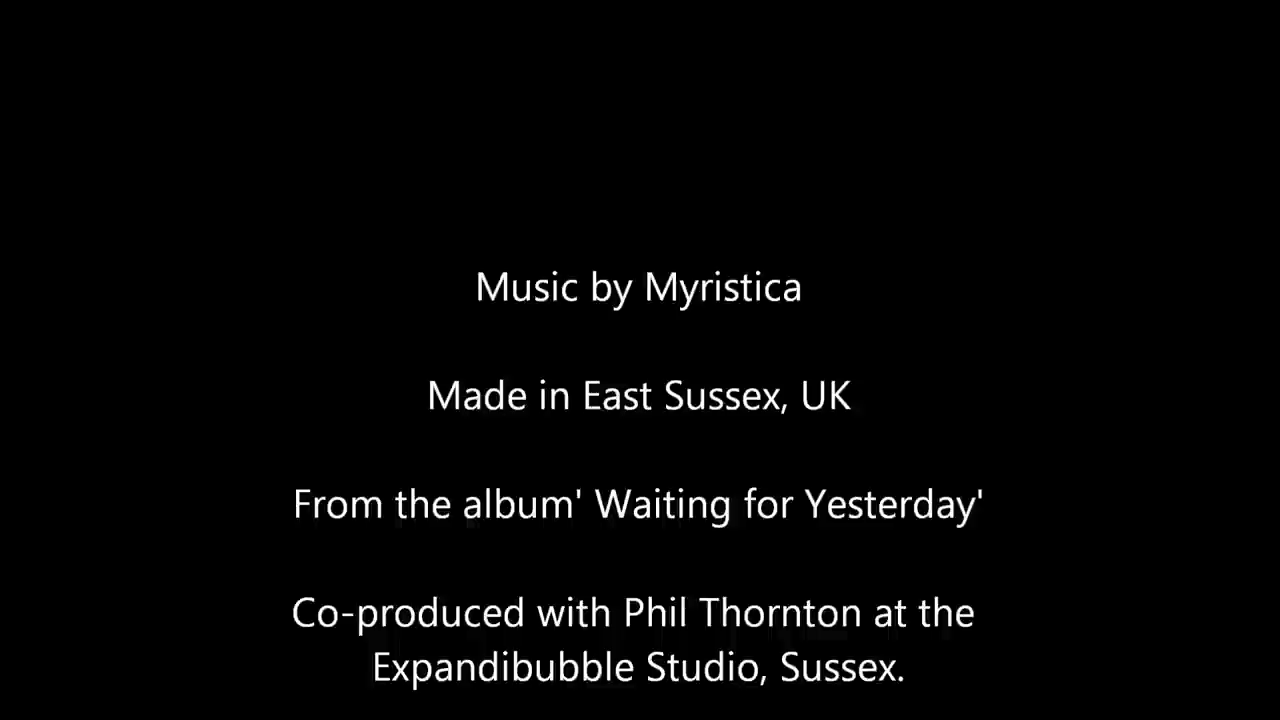 Music by Myristica
Made in East Sussex, UK
From the album' Waiting for Yesterday'
Co-produced with Phil Thornton at the
Expandibubble Studio, Sussex.